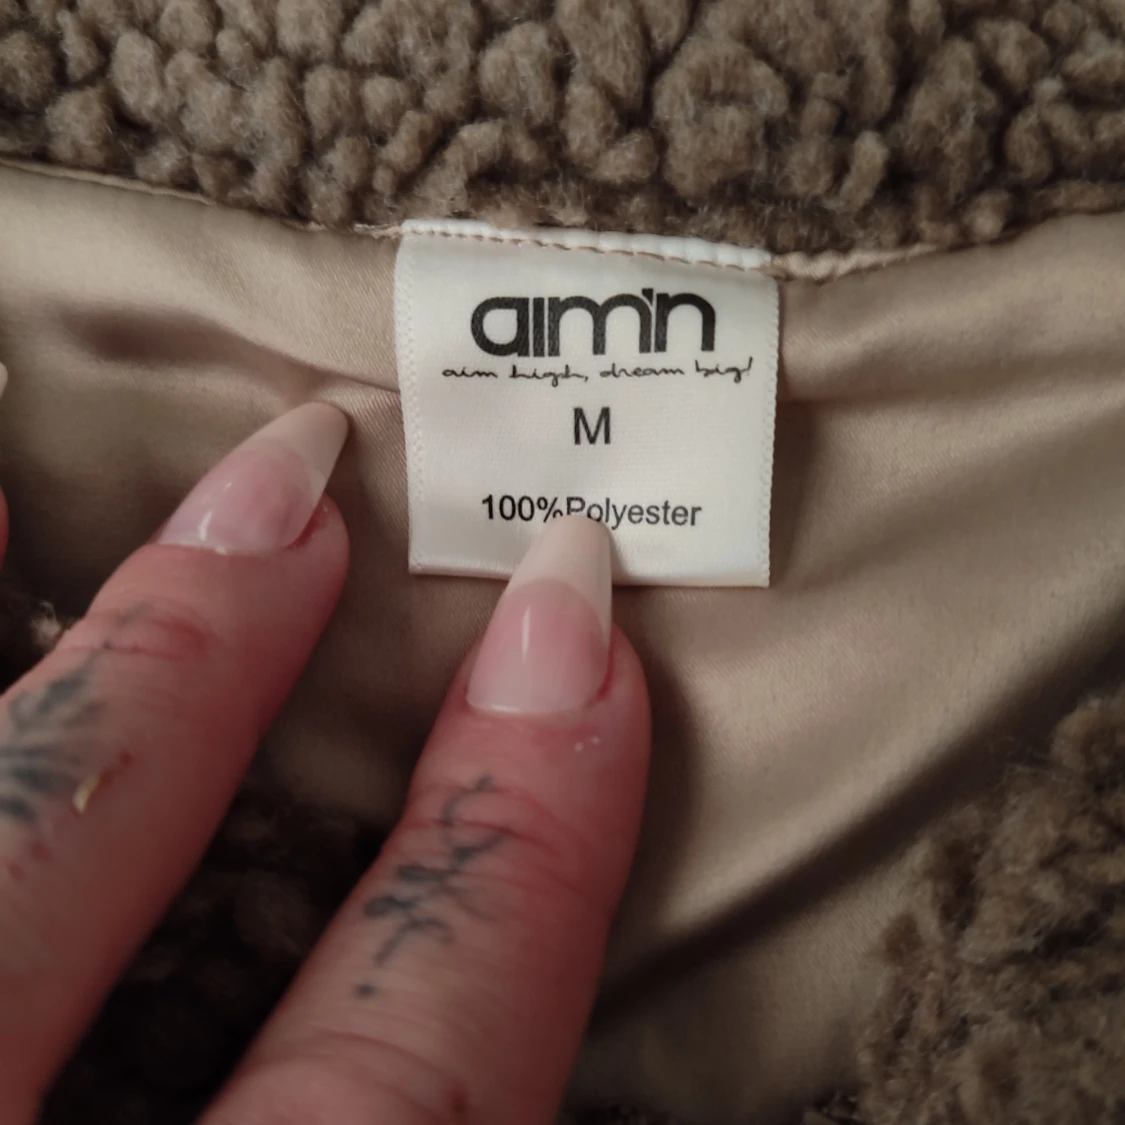 aim'n
aim high, dream big!
M
100%Polyester